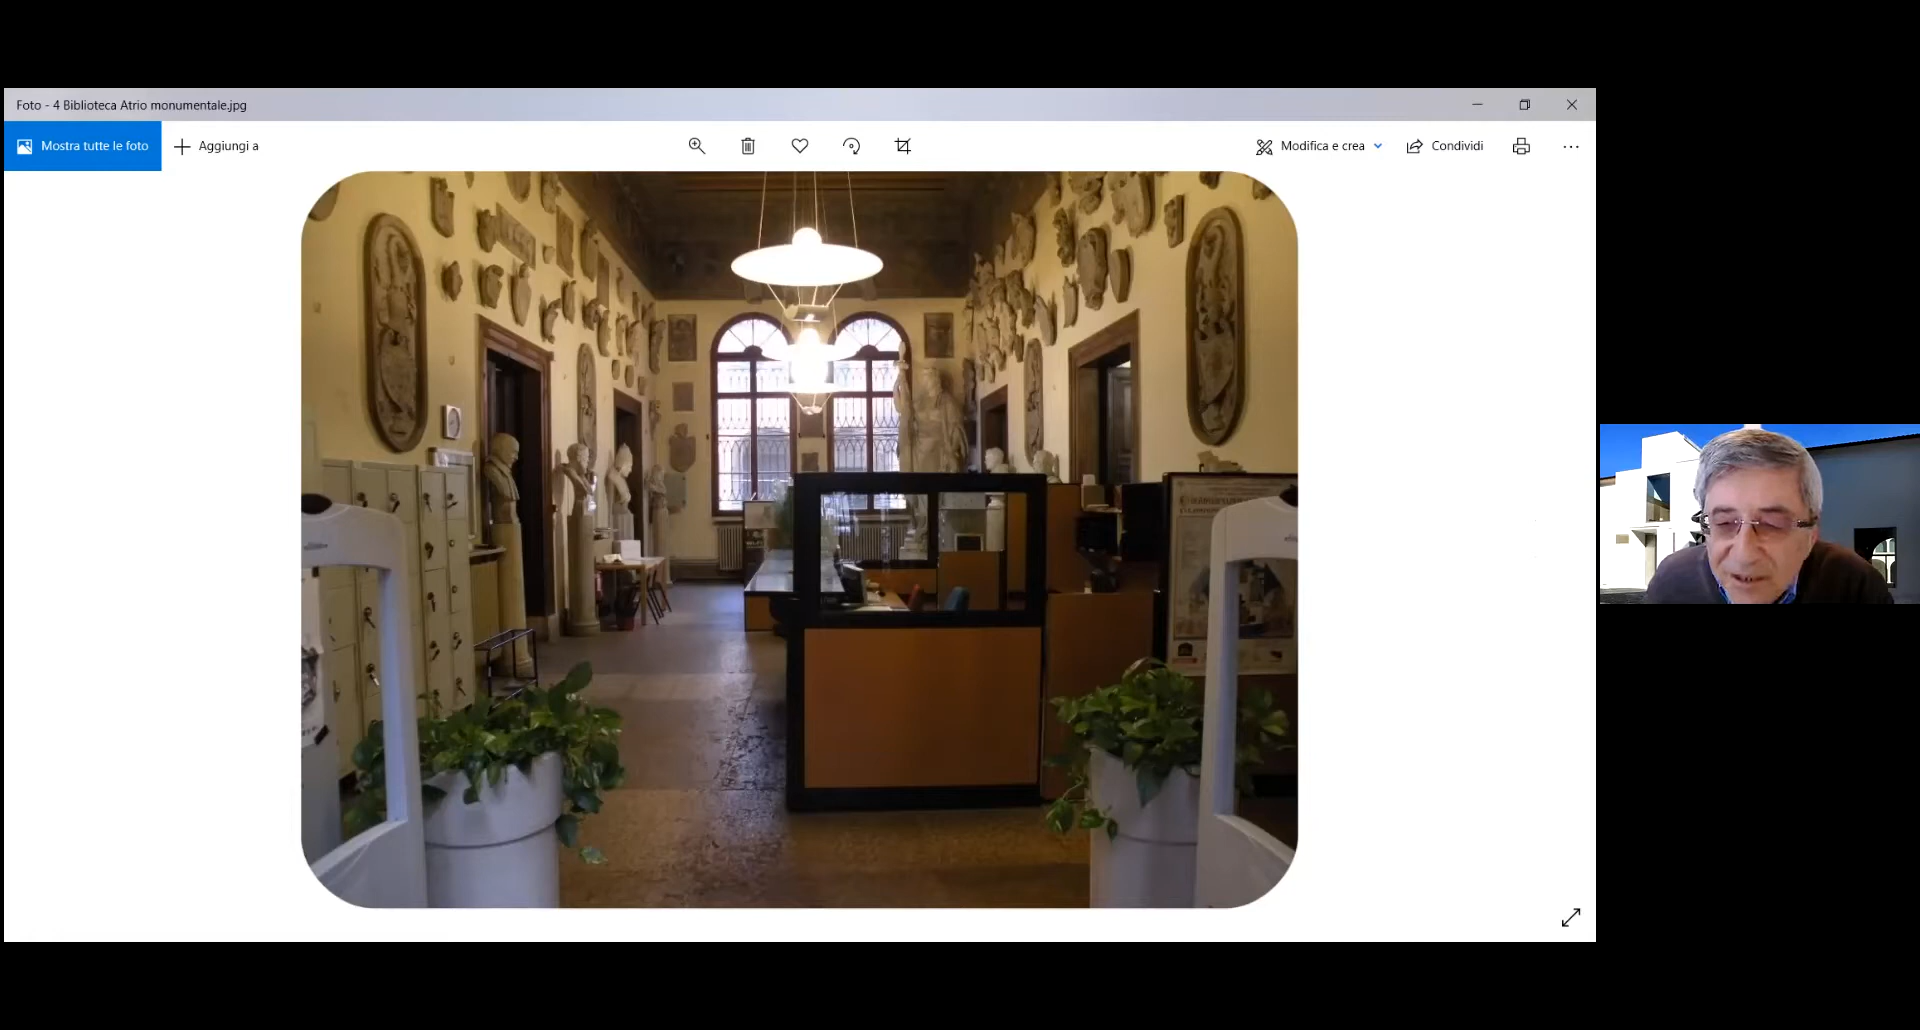 Foto - 4 Biblioteca Atrio monumentale.jpg
Mostra tutte le foto
Aggiungi a
Modifica e crea
Condividi